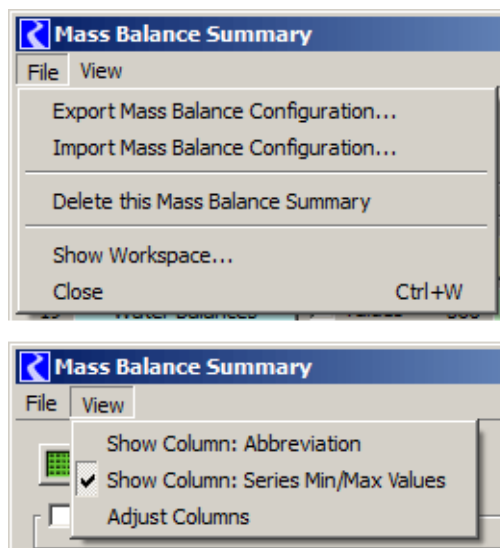 Mass Balance Summary
File View
Export Mass Balance Configuration...
Import Mass Balance Configuration...
Delete this Mass Balance Summary
Show Workspace...
Close Ctrl+W
Mass Balance Summary
File View
Show Column: Abbreviation
Show Column: Series Min/Max Values
Adjust Columns